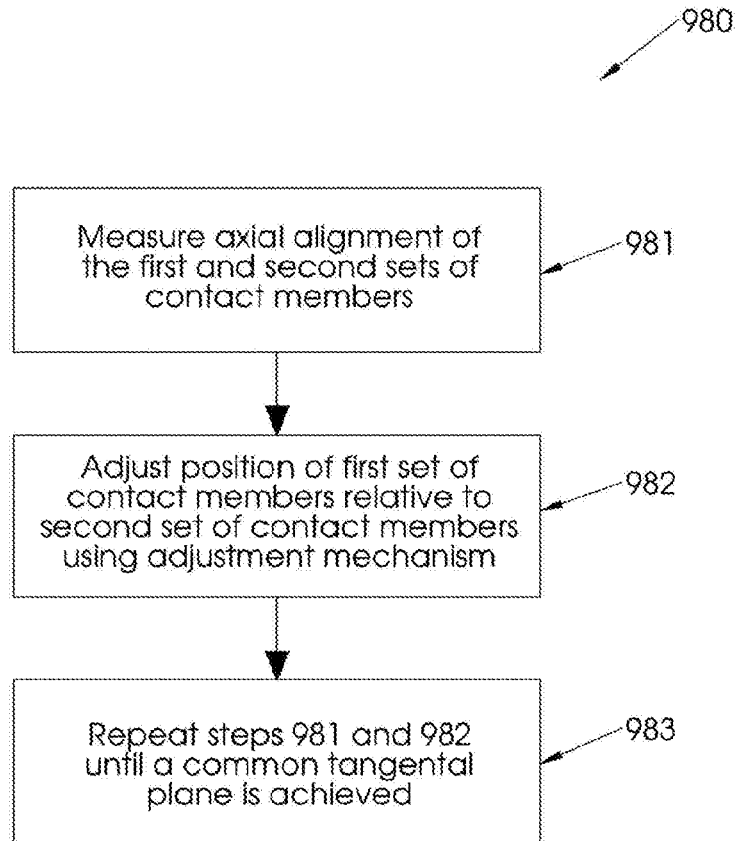 980
Measure axial alignment of
the first and second sets of
contact members
981
Adjust position of first set of
contact members relative to
second set of contact members
using adjustment mechanism
982
Repeat steps 981 and 982
until a common tangental
plane is achieved
983